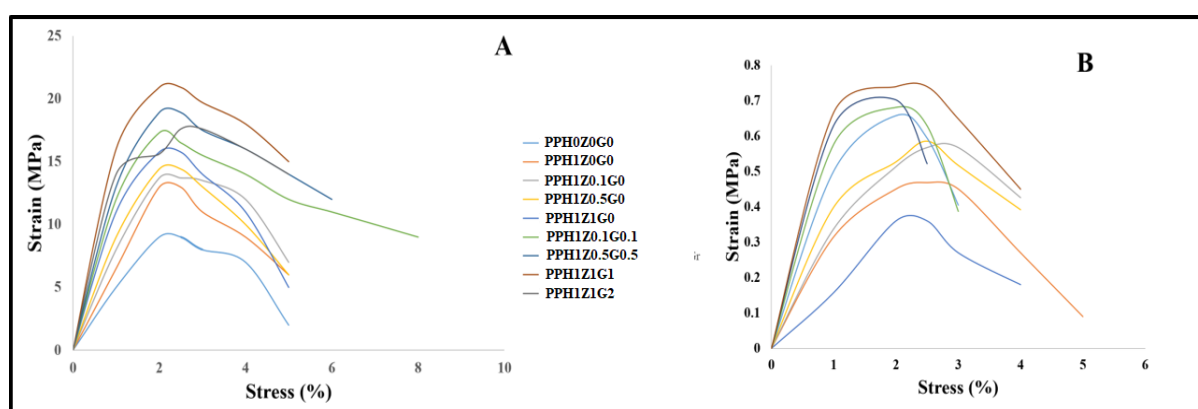 A
Strain (MPa)
25
20
15
10
5
0
0 2 4 6 8 10
Stress (%)
PPH0Z0G0
PPH1Z0G0
PPH1Z0.1G0
PPH1Z0.5G0
PPH1Z1G0
PPH1Z0.1G0.1
PPH1Z0.5G0.5
PPH1Z1G1
PPH1Z1G2
B
Strain (MPa)
0.8
0.7
0.6
0.5
0.4
0.3
0.2
0.1
0
0 1 2 3 4 5 6
Stress (%)